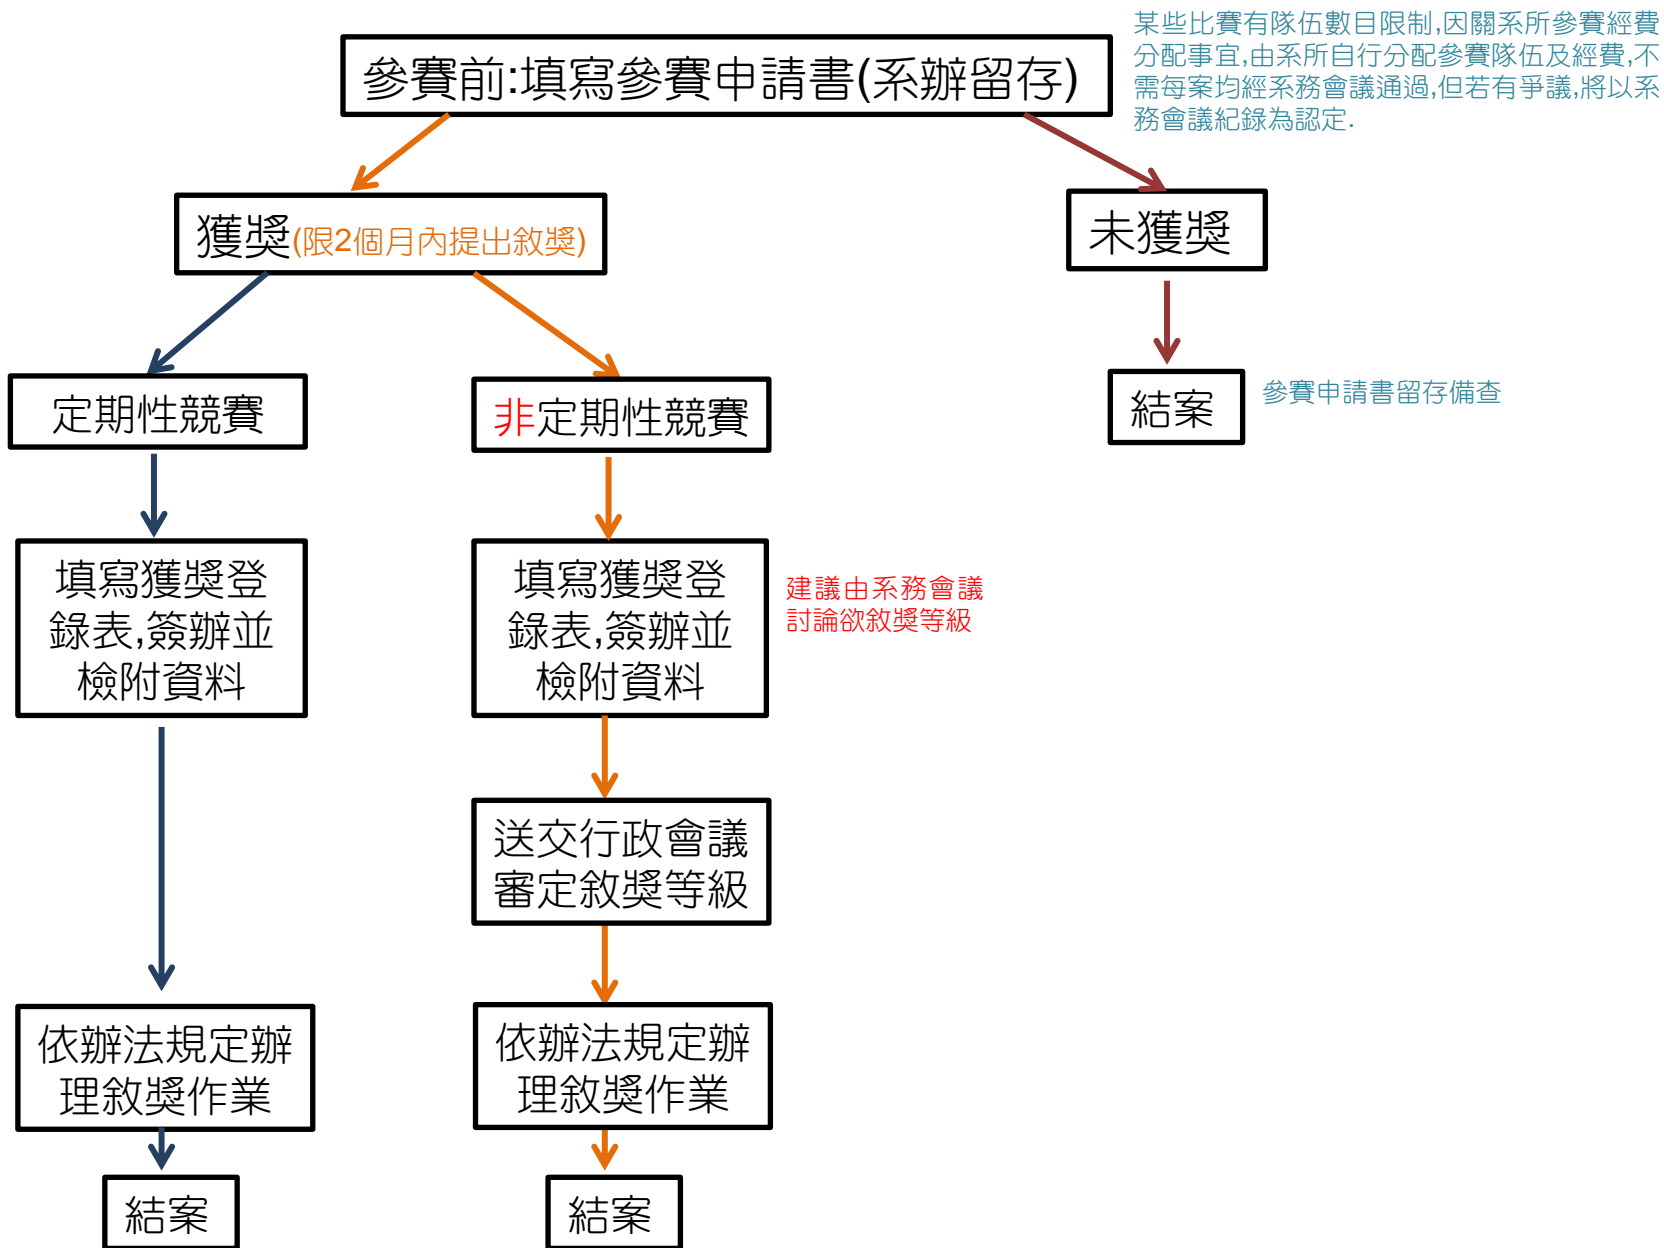 某些比賽有隊伍數目限制,因關系所參賽經費
分配事宜,由系所自行分配參賽隊伍及經費,不
需每案均經系務會議通過,但若有爭議,將以系
務會議紀錄為認定.
參賽前:填寫參賽申請書(系辦留存)
獲獎(限2個月內提出敘獎)
未獲獎
定期性競賽
非定期性競賽
結案
參賽申請書留存備查
填寫獲獎登
錄表,簽辦並
檢附資料
填寫獲獎登
錄表,簽辦並
檢附資料
建議由系務會議
討論欲敘獎等級
送交行政會議
審定敘獎等級
依辦法規定辦
理敘獎作業
依辦法規定辦
理敘獎作業
結案
結案